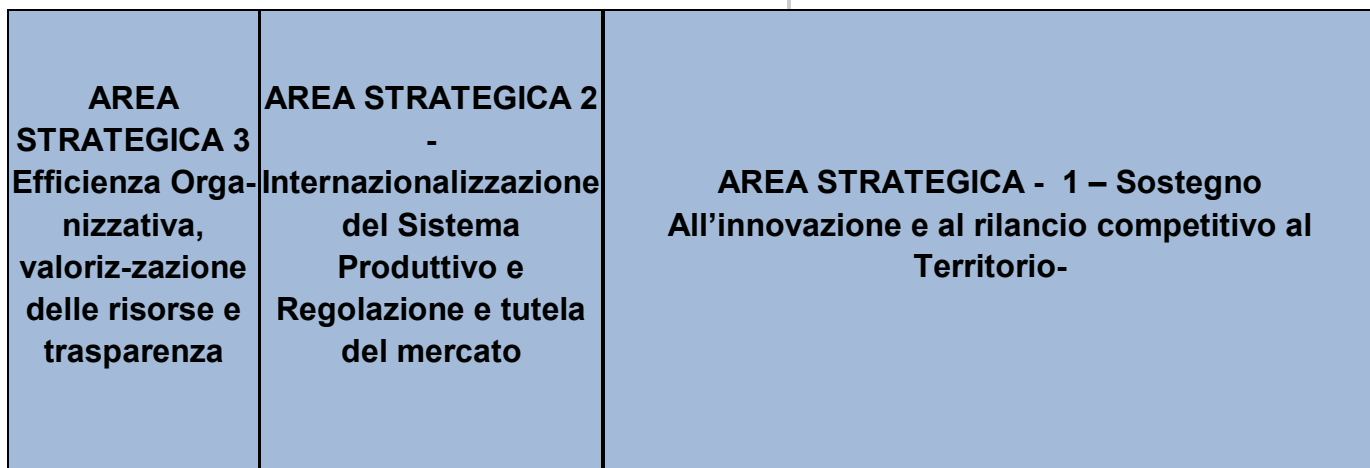 AREA
STRATEGICA 3
Efficienza Orga-
nizzativa,
valoriz-zazione
delle risorse e
trasparenza
AREA STRATEGICA 2
-
Internazionalizzazione
del Sistema
Produttivo e
Regolazione e tutela
del mercato
AREA STRATEGICA - 1 – Sostegno
All’innovazione e al rilancio competitivo al
Territorio-